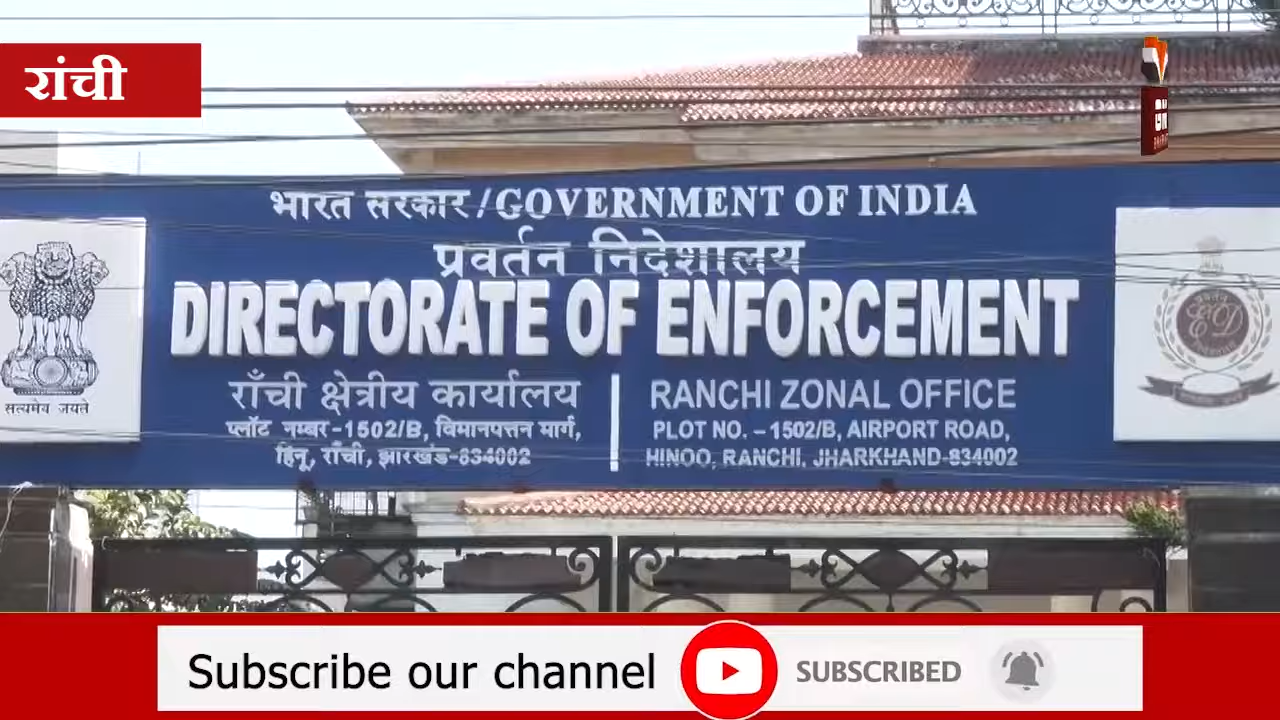 रांची
भारत सरकार/GOVERNMENT OF INDIA
प्रवर्तन निदेशालय
DIRECTORATE OF ENFORCEMENT
राँची क्षेत्रीय कार्यालय
प्लॉट नम्बर-1502/B, विमानपत्तन मार्ग,
हिनू, राँची, झारखंड-834002
RANCHI ZONAL OFFICE
PLOT NO. – 1502/B, AIRPORT ROAD,
HINOO, RANCHI, JHARKHAND-834002
सत्यमेव जयते
Subscribe our channel
SUBSCRIBED